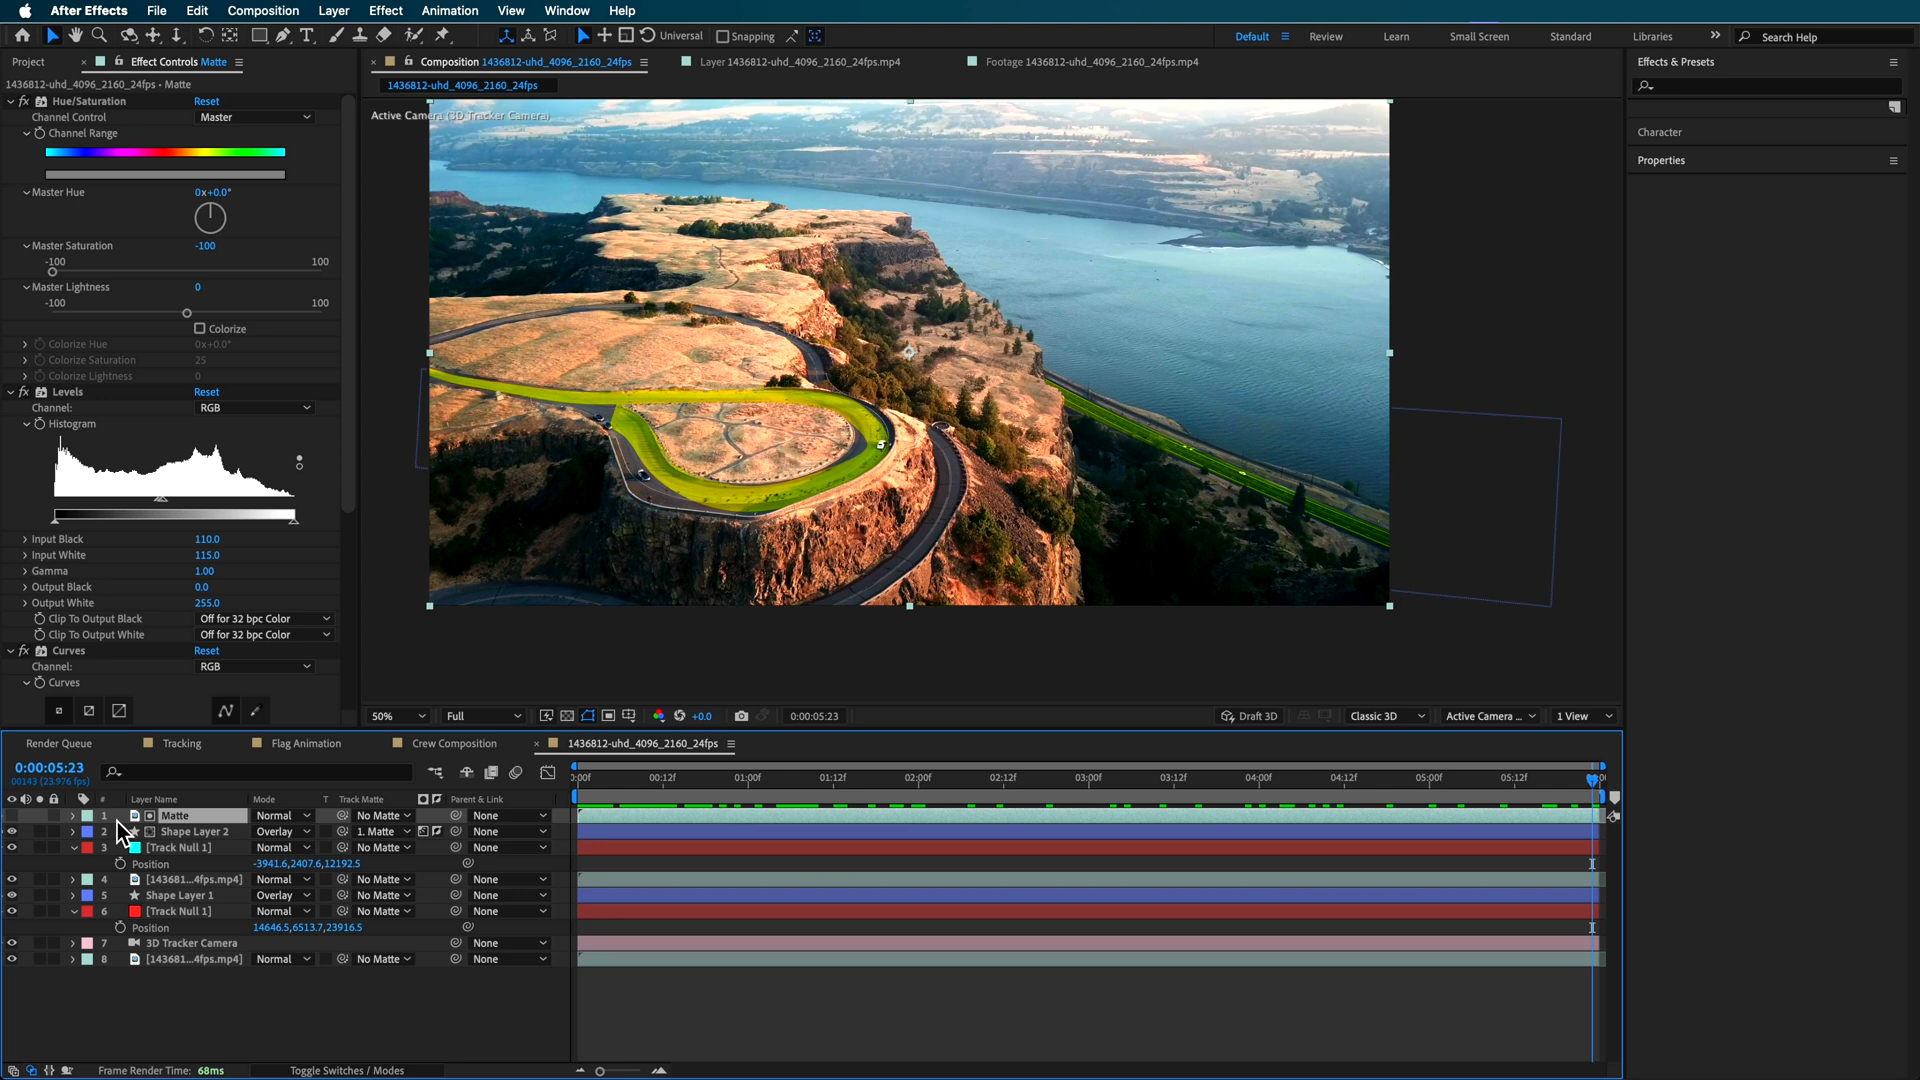 After Effects File Edit Composition Layer Effect Animation View Window Help
Universal Snapping Default Review Learn Small Screen Standard Libraries Search Help
Project Effect Controls Matte Composition 1436812-uhd_4096_2160_24fps Layer 1436812-uhd_4096_2160_24fps.mp4 Footage 1436812-uhd_4096_2160_24fps.mp4 Effects & Presets
1436812-uhd_4096_2160_24fps • Matte 1436812-uhd_4096_2160_24fps
Hue/Saturation Reset
Channel Control Master
Channel Range
Master Hue 0x+0.0°
Master Saturation -100
-100 100
Master Lightness 0
-100 100
Colorize
Colorize Hue 0x+0.0°
Colorize Saturation 25
Colorize Lightness 0
Levels Reset
Channel: RGB
Histogram
Input Black 110.0
Input White 115.0
Gamma 1.00
Output Black 0.0
Output White 255.0
Clip To Output Black Off for 32 bpc Color
Clip To Output White Off for 32 bpc Color
Curves Reset
Channel: RGB
Curves
Active Camera (3D Tracker Camera)
Character
Properties
50% Full +0.0 0:00:05:23 Draft 3D Classic 3D Active Camera ... 1 View
Render Queue Tracking Flag Animation Crew Composition 1436812-uhd_4096_2160_24fps
0:00:05:23
00143 (23.976 fps)
:00f 00:12f 01:00f 01:12f 02:00f 02:12f 03:00f 03:12f 04:00f 04:12f 05:00f 05:12f
# Layer Name Mode T Track Matte Parent & Link
1 Matte Normal No Matte None
2 Shape Layer 2 Overlay 1. Matte None
3 [Track Null 1] Normal No Matte None
Position -3941.6,2407.6,12192.5
4 [143681...4fps.mp4] Normal No Matte None
5 Shape Layer 1 Overlay No Matte None
6 [Track Null 1] Normal No Matte None
Position 14646.5,6513.7,23916.5
7 3D Tracker Camera None
8 [143681...4fps.mp4] Normal No Matte None
Frame Render Time: 68ms Toggle Switches / Modes